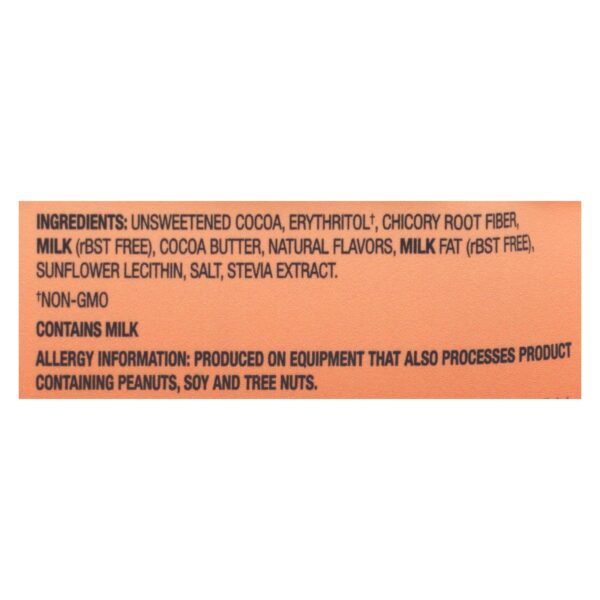 INGREDIENTS: UNSWEETENED COCOA, ERYTHRITOL†, CHICORY ROOT FIBER,
MILK (rBST FREE), COCOA BUTTER, NATURAL FLAVORS, MILK FAT (rBST FREE),
SUNFLOWER LECITHIN, SALT, STEVIA EXTRACT.
†NON-GMO
CONTAINS MILK
ALLERGY INFORMATION: PRODUCED ON EQUIPMENT THAT ALSO PROCESSES PRODUCT
CONTAINING PEANUTS, SOY AND TREE NUTS.